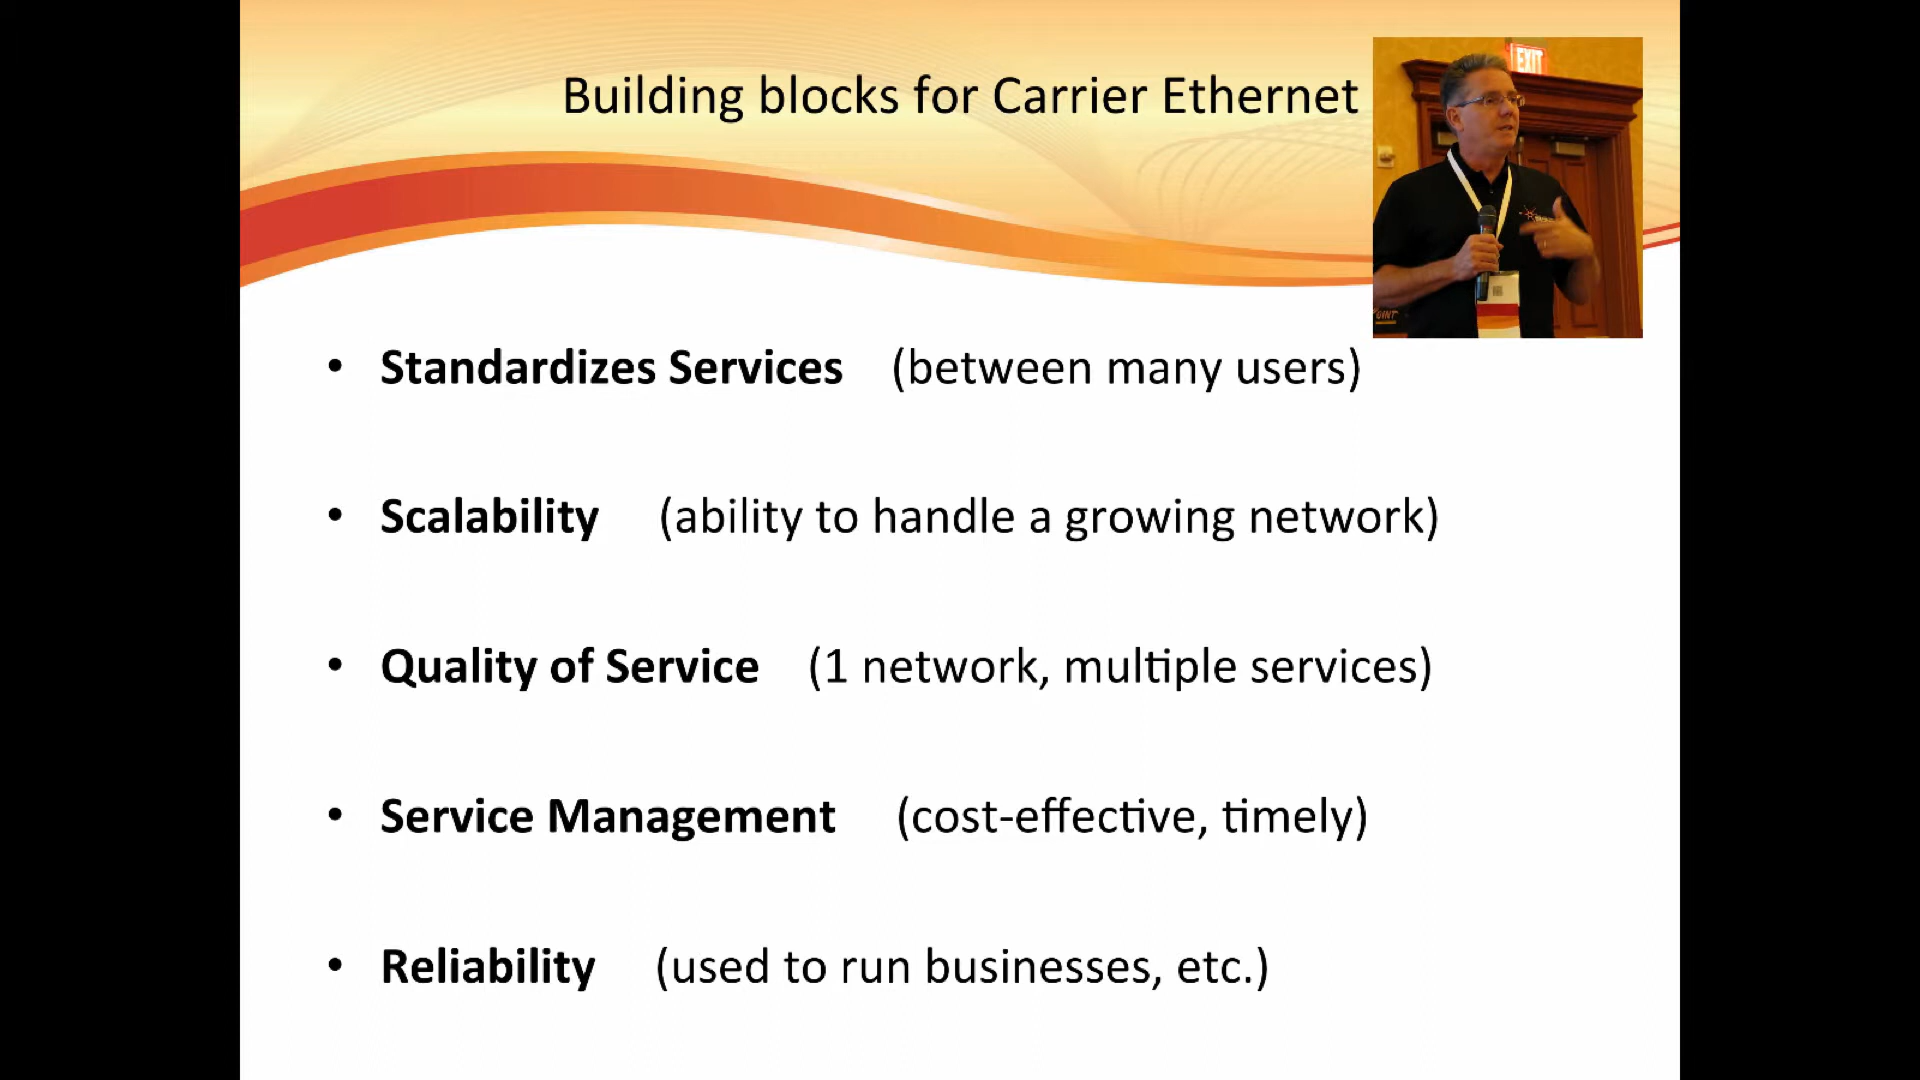 Building blocks for Carrier Ethernet
EXIT
• Standardizes Services (between many users)
• Scalability (ability to handle a growing network)
• Quality of Service (1 network, multiple services)
• Service Management (cost-effective, timely)
• Reliability (used to run businesses, etc.)